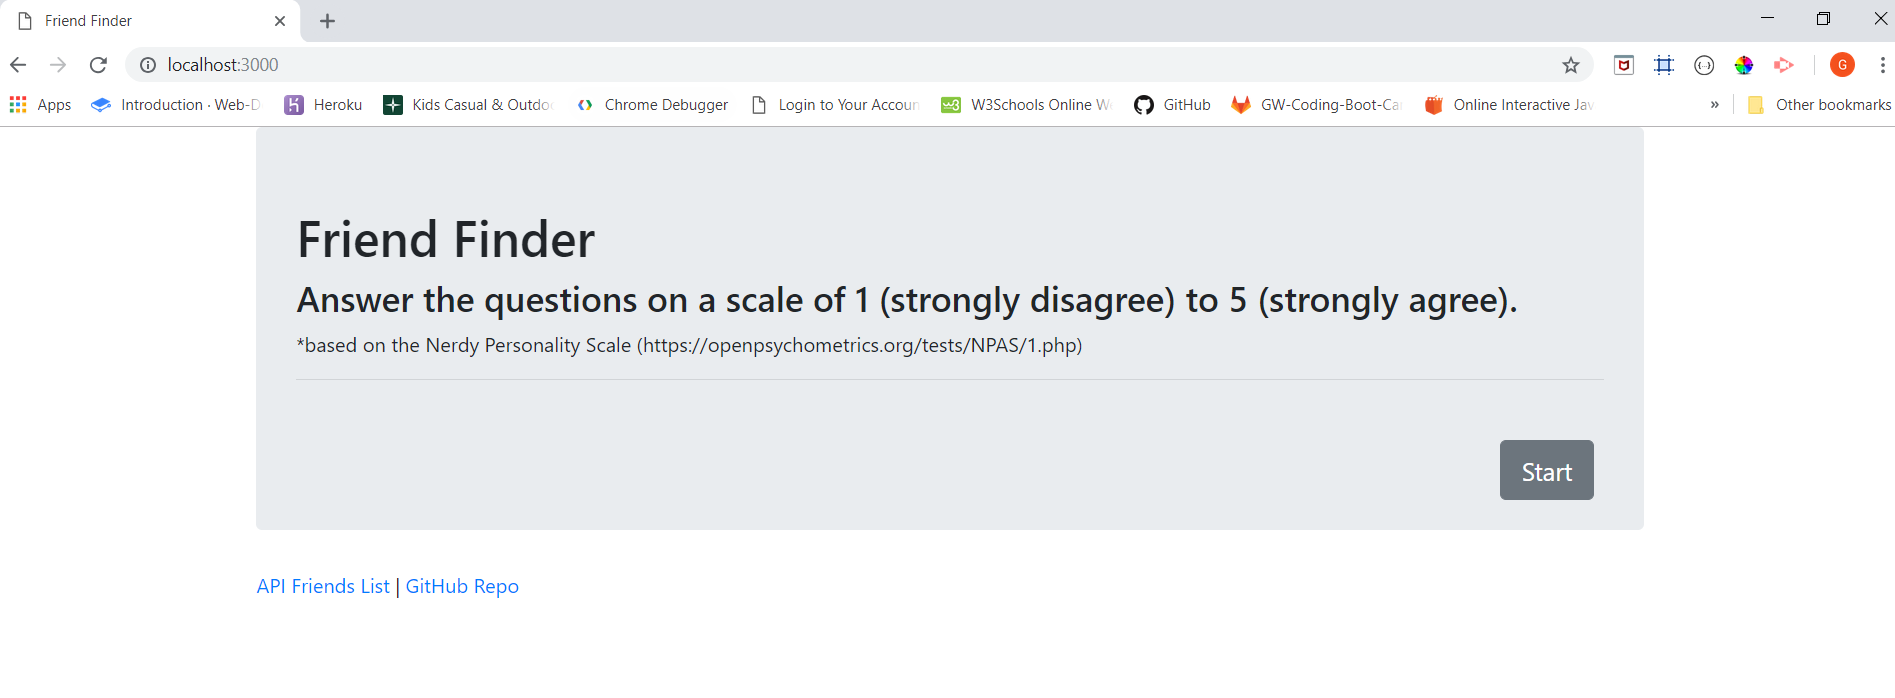 Friend Finder
localhost:3000
G
Apps Introduction · Web-D Heroku Kids Casual & Outdo Chrome Debugger Login to Your Accoun W3Schools Online W GitHub GW-Coding-Boot-Ca Online Interactive Jav » Other bookmarks
Friend Finder
Answer the questions on a scale of 1 (strongly disagree) to 5 (strongly agree).
*based on the Nerdy Personality Scale (https://openpsychometrics.org/tests/NPAS/1.php)
Start
API Friends List | GitHub Repo